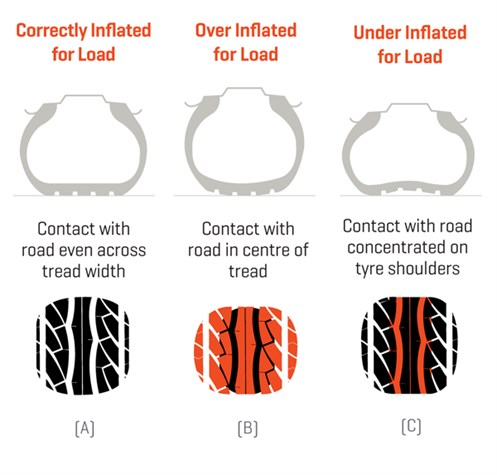 Correctly Inflated
for Load
Over Inflated
for Load
Under Inflated
for Load
Contact with
road even across
tread width
Contact with
road in centre of
tread
Contact with road
concentrated on
tyre shoulders
(A)
(B)
(C)